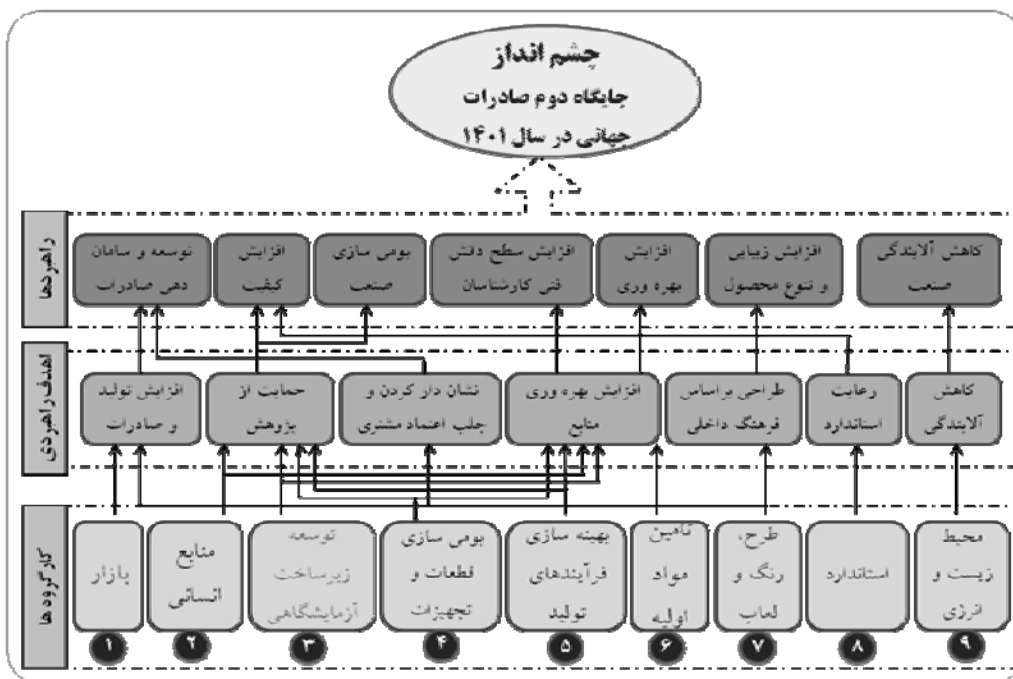 چشم انداز
جایگاه دوم صادرات
جهانی در سال ۱۴۰۱
راهبردها
توسعه و سامان
دهی صادرات
افزایش
کیفیت
بومی سازی
صنعت
افزایش سطح دانش
فنی کارشناسان
افزایش
بهره وری
افزایش زیبایی
و تنوع محصول
کاهش آلایندگی
صنعت
هدف راهبردی
افزایش تولید
و صادرات
حمایت از
پژوهش
نشان دار کردن و
جلب اعتماد مشتری
افزایش بهره وری
منابع
طراحی براساس
فرهنگ داخلی
رعایت
استاندارد
کاهش
آلایندگی
کارگروه ها
بازار
۱
منابع
انسانی
۲
توسعه
زیرساخت
آزمایشگاهی
۳
بومی سازی
قطعات و
تجهیزات
۴
بهینه سازی
فرآیندهای
تولید
۵
تامین
مواد
اولیه
۶
طرح،
رنگ و
لعاب
۷
استاندارد
۸
محیط
زیست و
انرژی
۹